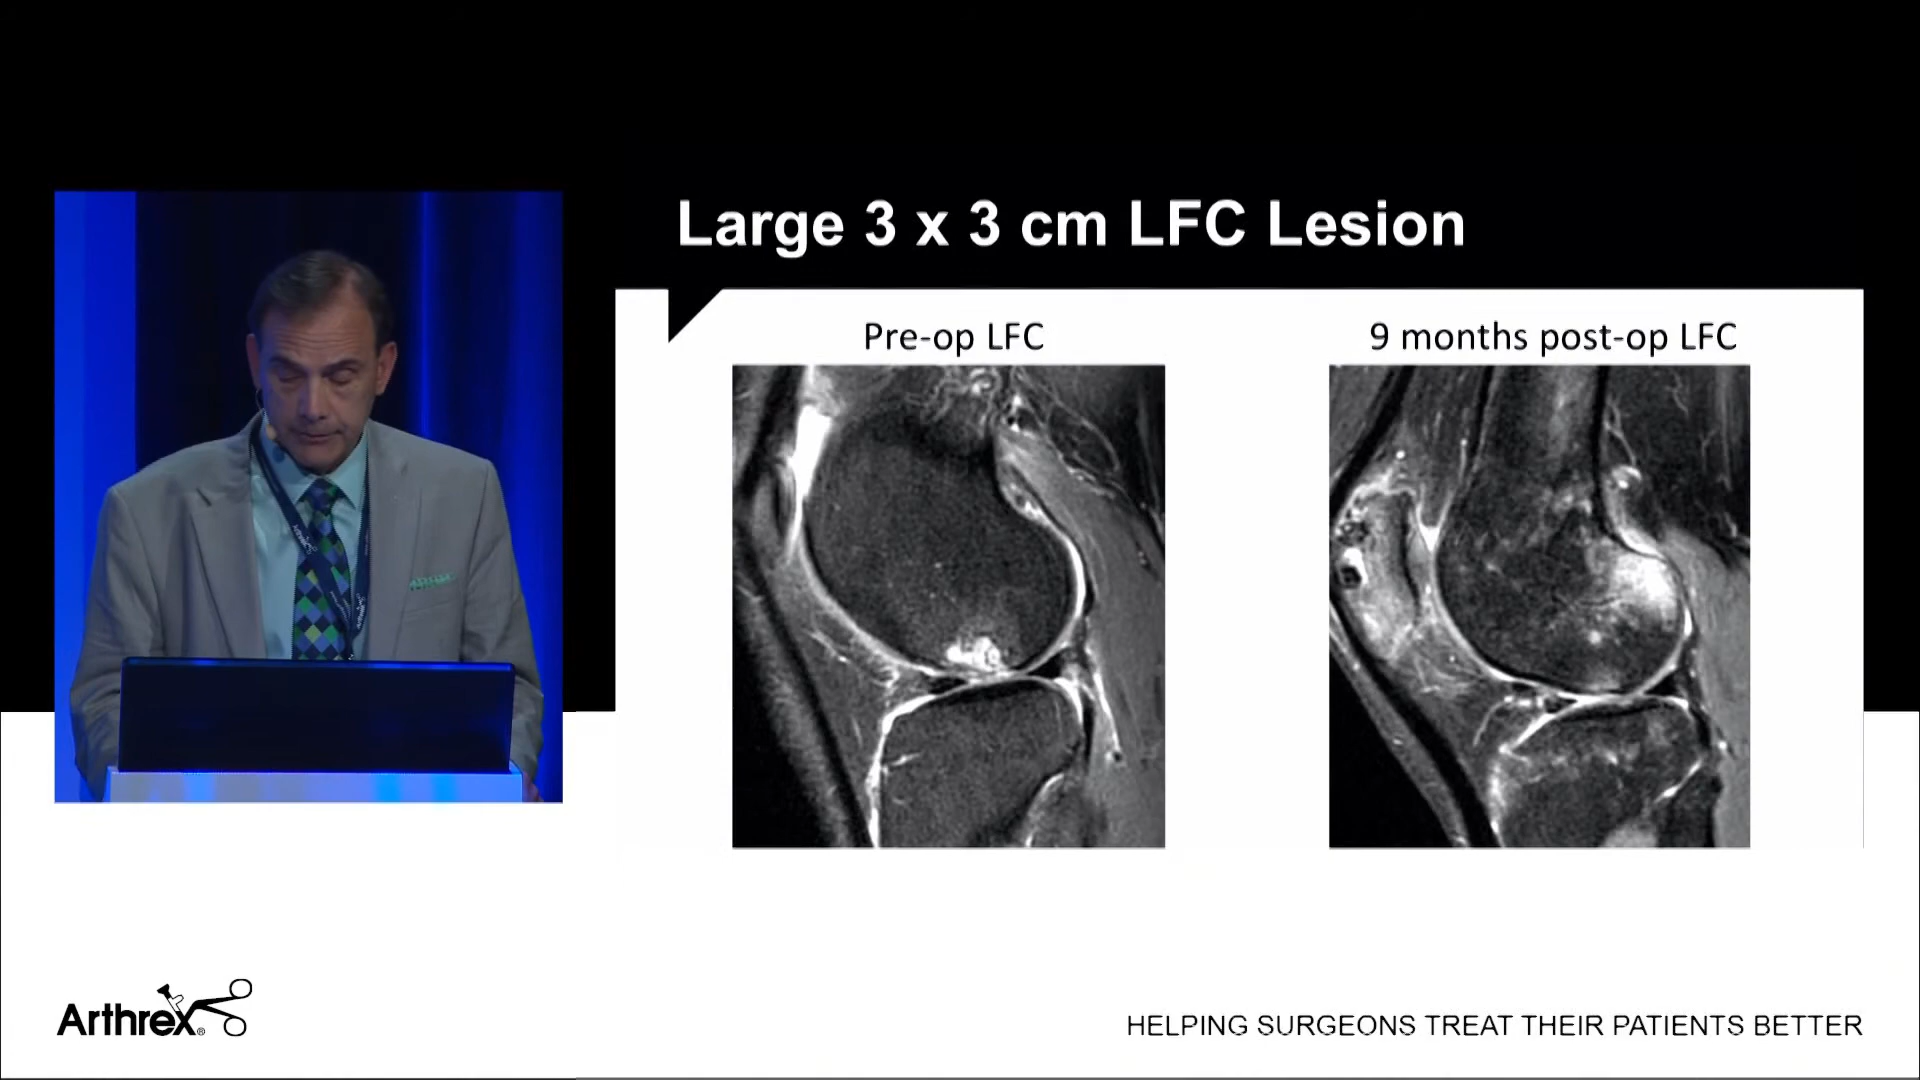 Large 3 x 3 cm LFC Lesion
Pre-op LFC
9 months post-op LFC
Arthrex®
HELPING SURGEONS TREAT THEIR PATIENTS BETTER